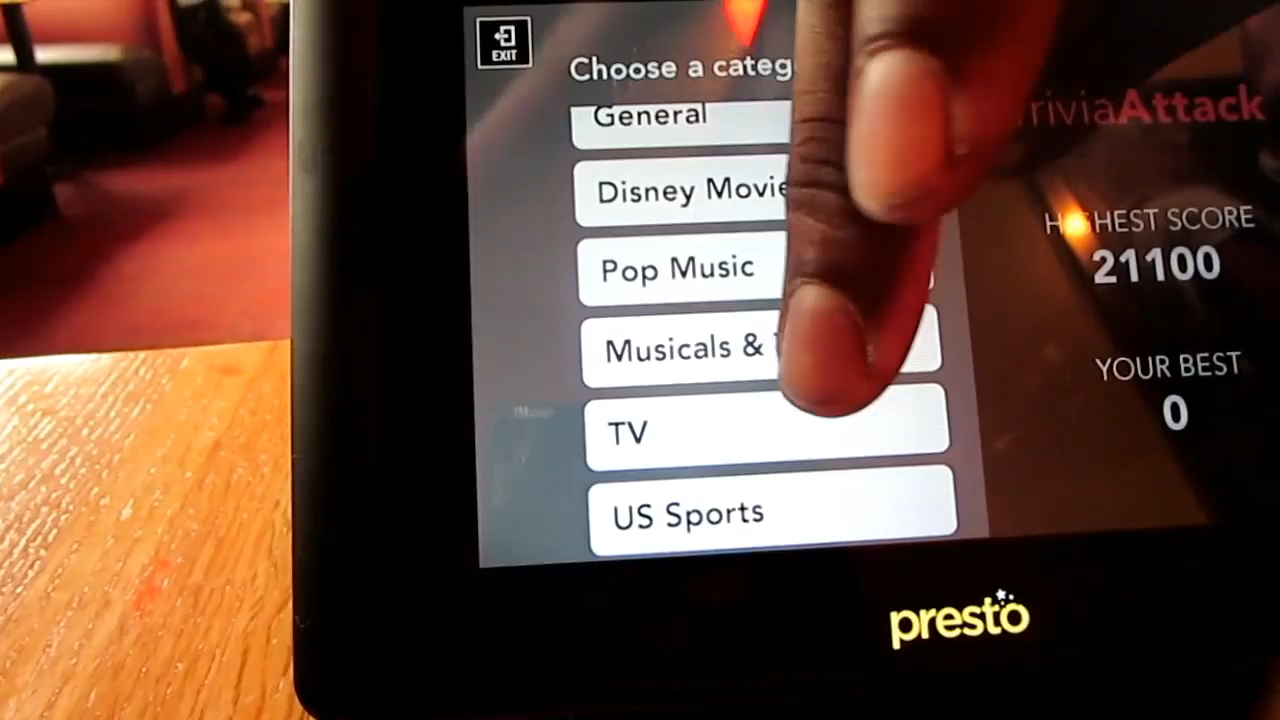 EXIT
Choose a categ
General
Disney Movie
Pop Music
Musicals &
TV
US Sports
riviaAttack
HIGHEST SCORE
21100
YOUR BEST
0
presto